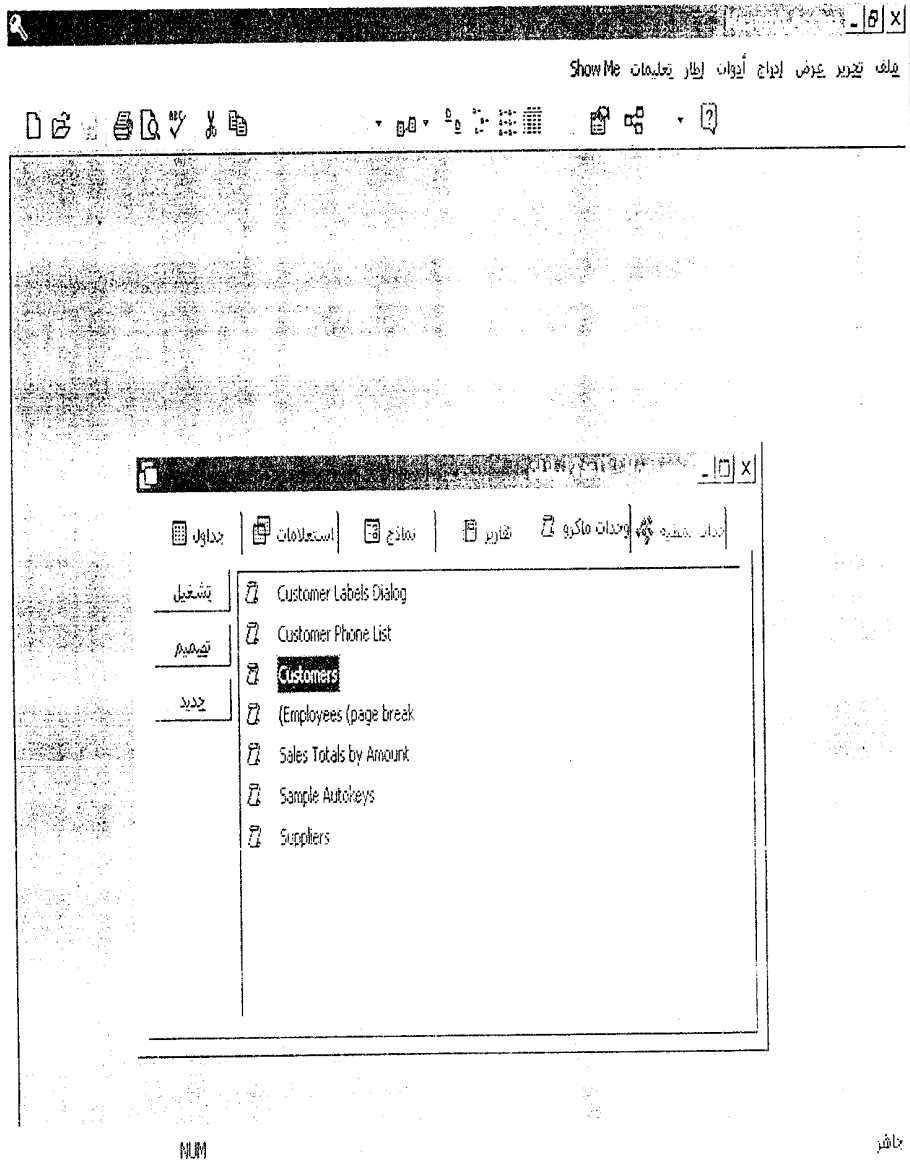 ملف تحرير عرض إدراج أدوات إطار تعليمات Show Me
جداول استعلامات نماذج تقارير وحدات ماكرو
تشغيل
تصميم
جديد
Customer Labels Dialog
Customer Phone List
Customers
(Employees (page break
Sales Totals by Amount
Sample Autokeys
Suppliers
جاهز
NUM